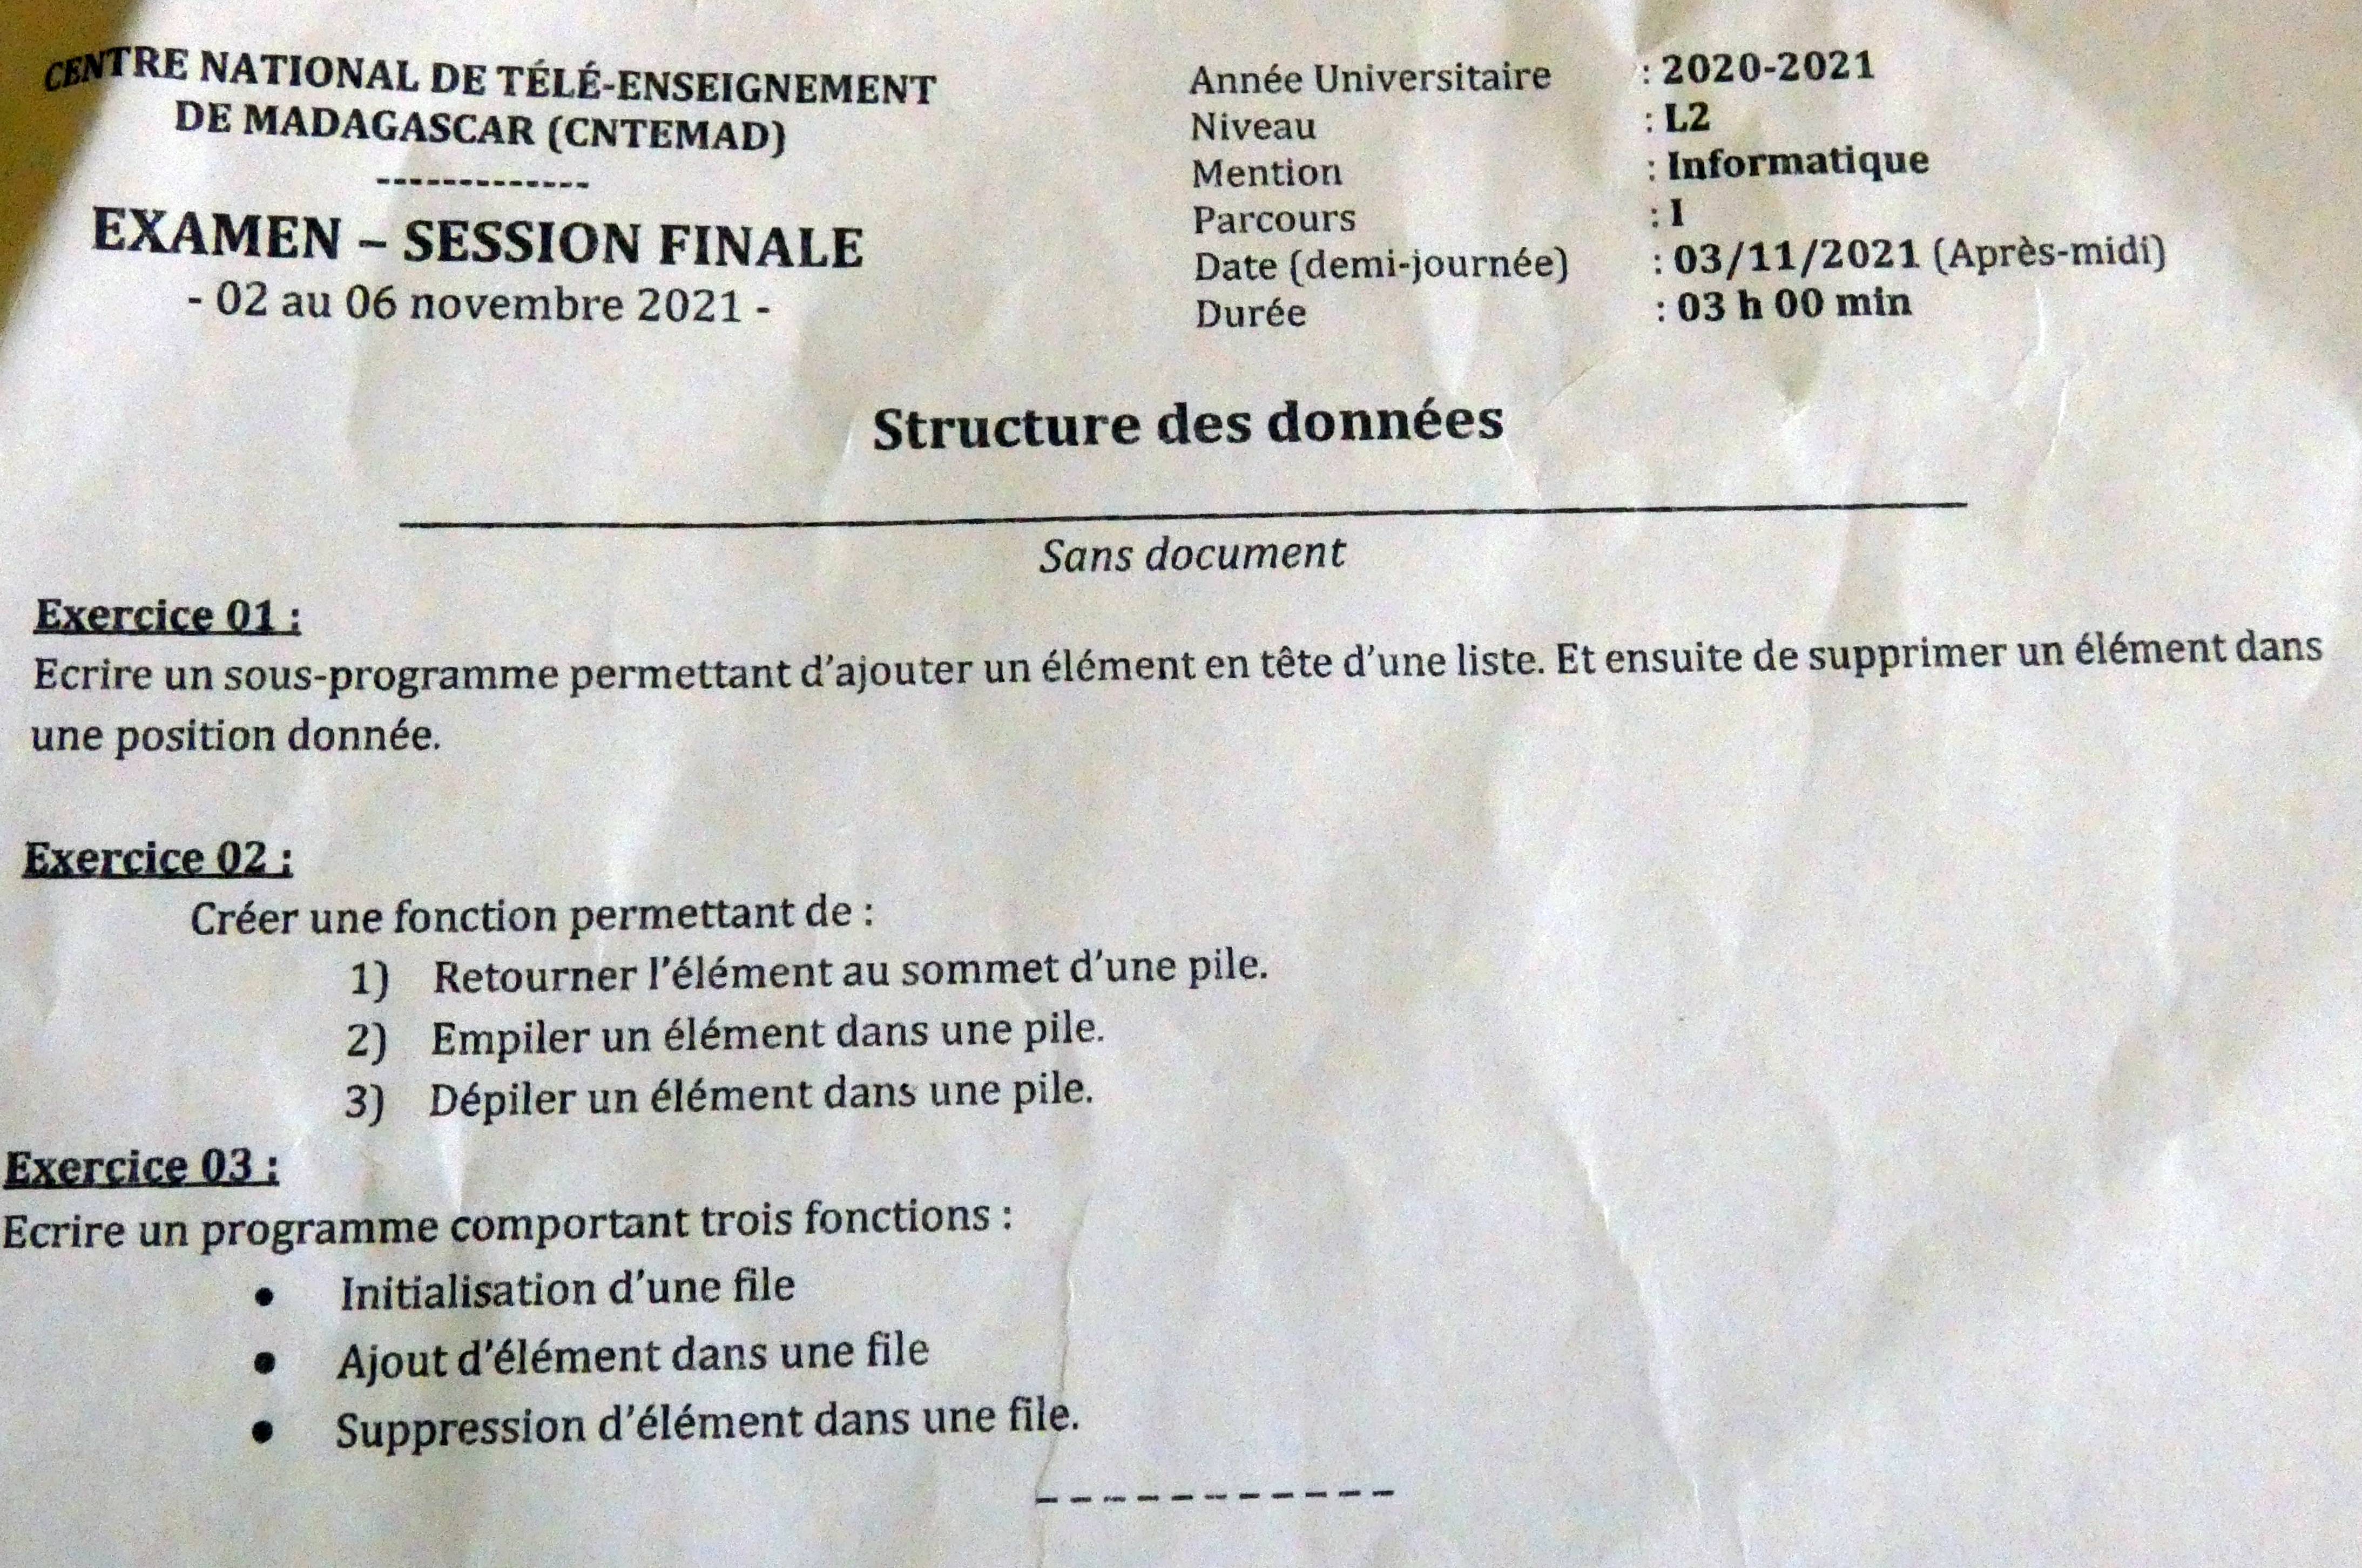 CENTRE NATIONAL DE TÉLÉ-ENSEIGNEMENT
DE MADAGASCAR (CNTEMAD)
-------------
EXAMEN – SESSION FINALE
- 02 au 06 novembre 2021 -
Année Universitaire : 2020-2021
Niveau : L2
Mention : Informatique
Parcours : I
Date (demi-journée) : 03/11/2021 (Après-midi)
Durée : 03 h 00 min
Structure des données
Sans document
Exercice 01 :
Ecrire un sous-programme permettant d'ajouter un élément en tête d'une liste. Et ensuite de supprimer un élément dans
une position donnée.
Exercice 02 :
Créer une fonction permettant de :
1) Retourner l'élément au sommet d'une pile.
2) Empiler un élément dans une pile.
3) Dépiler un élément dans une pile.
Exercice 03 :
Ecrire un programme comportant trois fonctions :
• Initialisation d'une file
• Ajout d'élément dans une file
• Suppression d'élément dans une file.
-----------